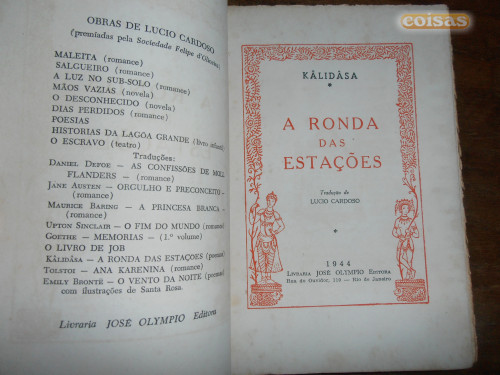 OBRAS DE LUCIO CARDOSO
(premiadas pela Sociedade Felipe d'Oliveira)
MALEITA (romance)
SALGUEIRO (romance)
A LUZ NO SUB-SOLO (romance)
MÃOS VAZIAS (novela)
O DESCONHECIDO (novela)
DIAS PERDIDOS (romance)
POESIAS
HISTORIAS DA LAGOA GRANDE (livro infantil)
O ESCRAVO (teatro)
Traduções:
DANIEL DEFOE — AS CONFISSÕES DE MOLL
FLANDERS — (romance)
JANE AUSTEN — ORGULHO E PRECONCEITO —
(romance)
MAURICE BARING — A PRINCESA BRANCA —
(romance)
UPTON SINCLAIR — O FIM DO MUNDO (romance)
GOETHE — MEMORIAS — (1.º volume)
O LIVRO DE JOB
KÂLIDÂSA — A RONDA DAS ESTAÇÕES (poema)
TOLSTOI — ANA KARENINA (romance)
EMILY BRONTË — O VENTO DA NOITE (poemas)
com ilustrações de Santa Rosa.
Livraria JOSÉ OLYMPIO Editora
coisas
KÂLIDÂSA
A RONDA
DAS
ESTAÇÕES
Tradução de
LUCIO CARDOSO
1944
LIVRARIA JOSÉ OLYMPIO EDITORA
Rua do Ouvidor, 110 — Rio de Janeiro